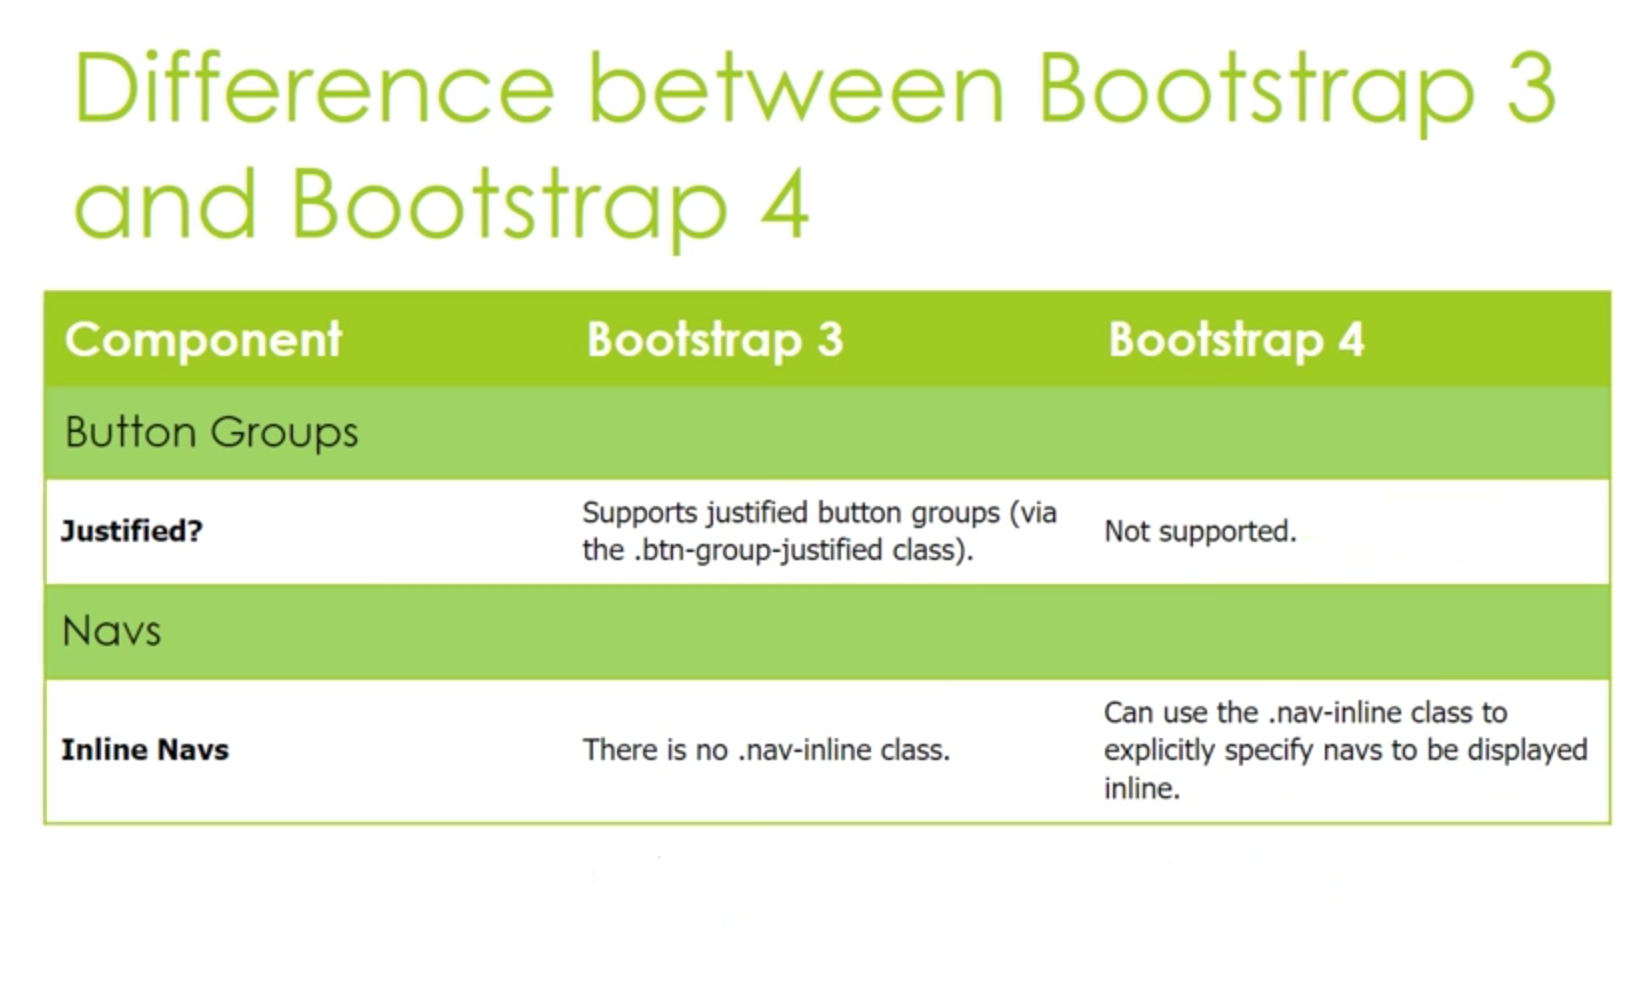 Difference between Bootstrap 3
and Bootstrap 4
Component Bootstrap 3 Bootstrap 4
Button Groups
Justified?
Supports justified button groups (via
the .btn-group-justified class).
Not supported.
Navs
Inline Navs
There is no .nav-inline class.
Can use the .nav-inline class to
explicitly specify navs to be displayed
inline.